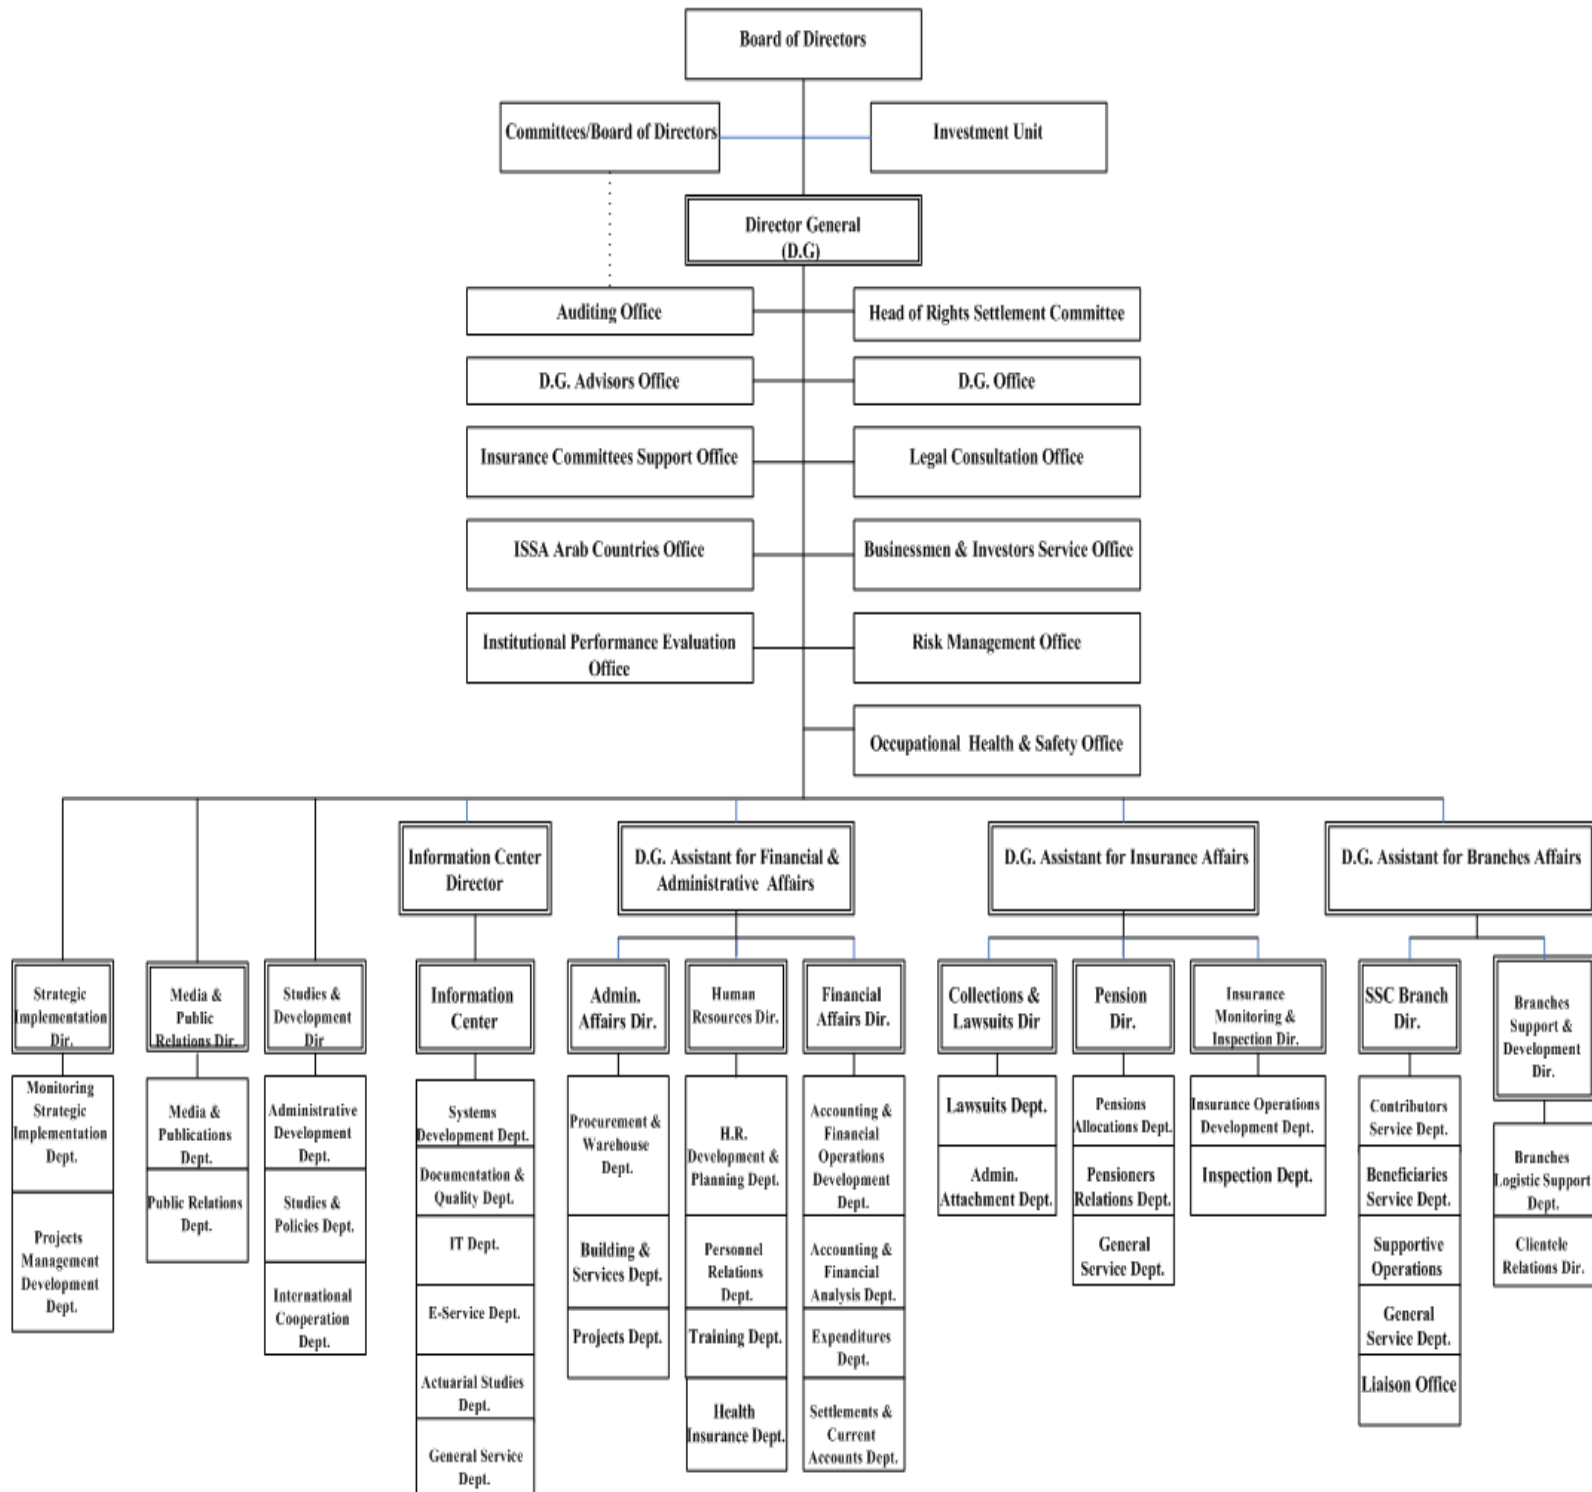 Board of Directors
Committees/Board of Directors
Investment Unit
Director General
(D.G)
Auditing Office
Head of Rights Settlement Committee
D.G. Advisors Office
D.G. Office
Insurance Committees Support Office
Legal Consultation Office
ISSA Arab Countries Office
Businessmen & Investors Service Office
Institutional Performance Evaluation
Office
Risk Management Office
Occupational Health & Safety Office
Information Center
Director
D.G. Assistant for Financial &
Administrative Affairs
D.G. Assistant for Insurance Affairs
D.G. Assistant for Branches Affairs
Strategic
Implementation
Dir.
Monitoring
Strategic
Implementation
Dept.
Projects
Management
Development
Dept.
Media &
Public
Relations Dir.
Media &
Publications
Dept.
Public Relations
Dept.
Studies &
Development
Dir
Administrative
Development
Dept.
Studies &
Policies Dept.
International
Cooperation
Dept.
Information
Center
Systems
Development Dept.
Documentation &
Quality Dept.
IT Dept.
E-Service Dept.
Actuarial Studies
Dept.
General Service
Dept.
Admin.
Affairs Dir.
Procurement &
Warehouse
Dept.
Building &
Services Dept.
Projects Dept.
Human
Resources Dir.
H.R.
Development &
Planning Dept.
Personnel
Relations
Dept.
Training Dept.
Health
Insurance Dept.
Financial
Affairs Dir.
Accounting &
Financial
Operations
Development
Dept.
Accounting &
Financial
Analysis Dept.
Expenditures
Dept.
Settlements &
Current
Accounts Dept.
Collections &
Lawsuits Dir
Lawsuits Dept.
Admin.
Attachment Dept.
Pension
Dir.
Pensions
Allocations Dept.
Pensioners
Relations Dept.
General
Service Dept.
Insurance
Monitoring &
Inspection Dir.
Insurance Operations
Development Dept.
Inspection Dept.
SSC Branch
Dir.
Contributors
Service Dept.
Beneficiaries
Service Dept.
Supportive
Operations
General
Service Dept.
Liaison Office
Branches
Support &
Development
Dir.
Branches
Logistic Support
Dept.
Clientele
Relations Dir.